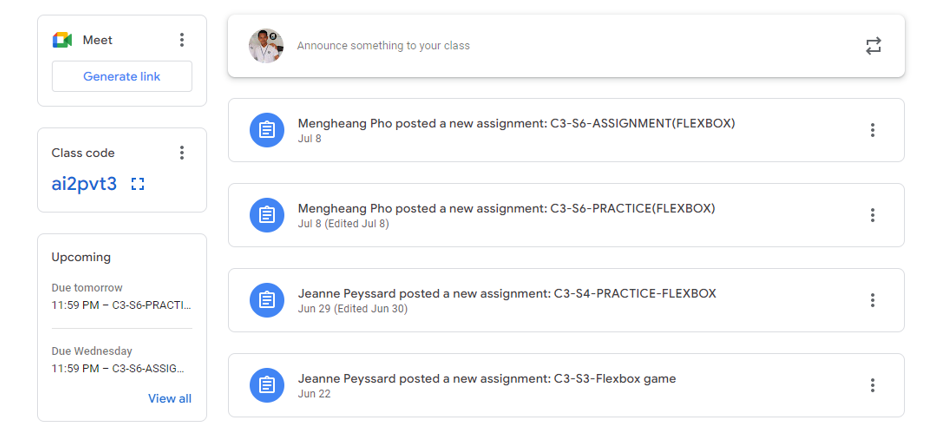 Meet
Generate link
Class code
ai2pvt3
Upcoming
Due tomorrow
11:59 PM – C3-S6-PRACTI...
Due Wednesday
11:59 PM – C3-S6-ASSIG...
View all
Announce something to your class
Mengheang Pho posted a new assignment: C3-S6-ASSIGNMENT(FLEXBOX)
Jul 8
Mengheang Pho posted a new assignment: C3-S6-PRACTICE(FLEXBOX)
Jul 8 (Edited Jul 8)
Jeanne Peyssard posted a new assignment: C3-S4-PRACTICE-FLEXBOX
Jun 29 (Edited Jun 30)
Jeanne Peyssard posted a new assignment: C3-S3-Flexbox game
Jun 22